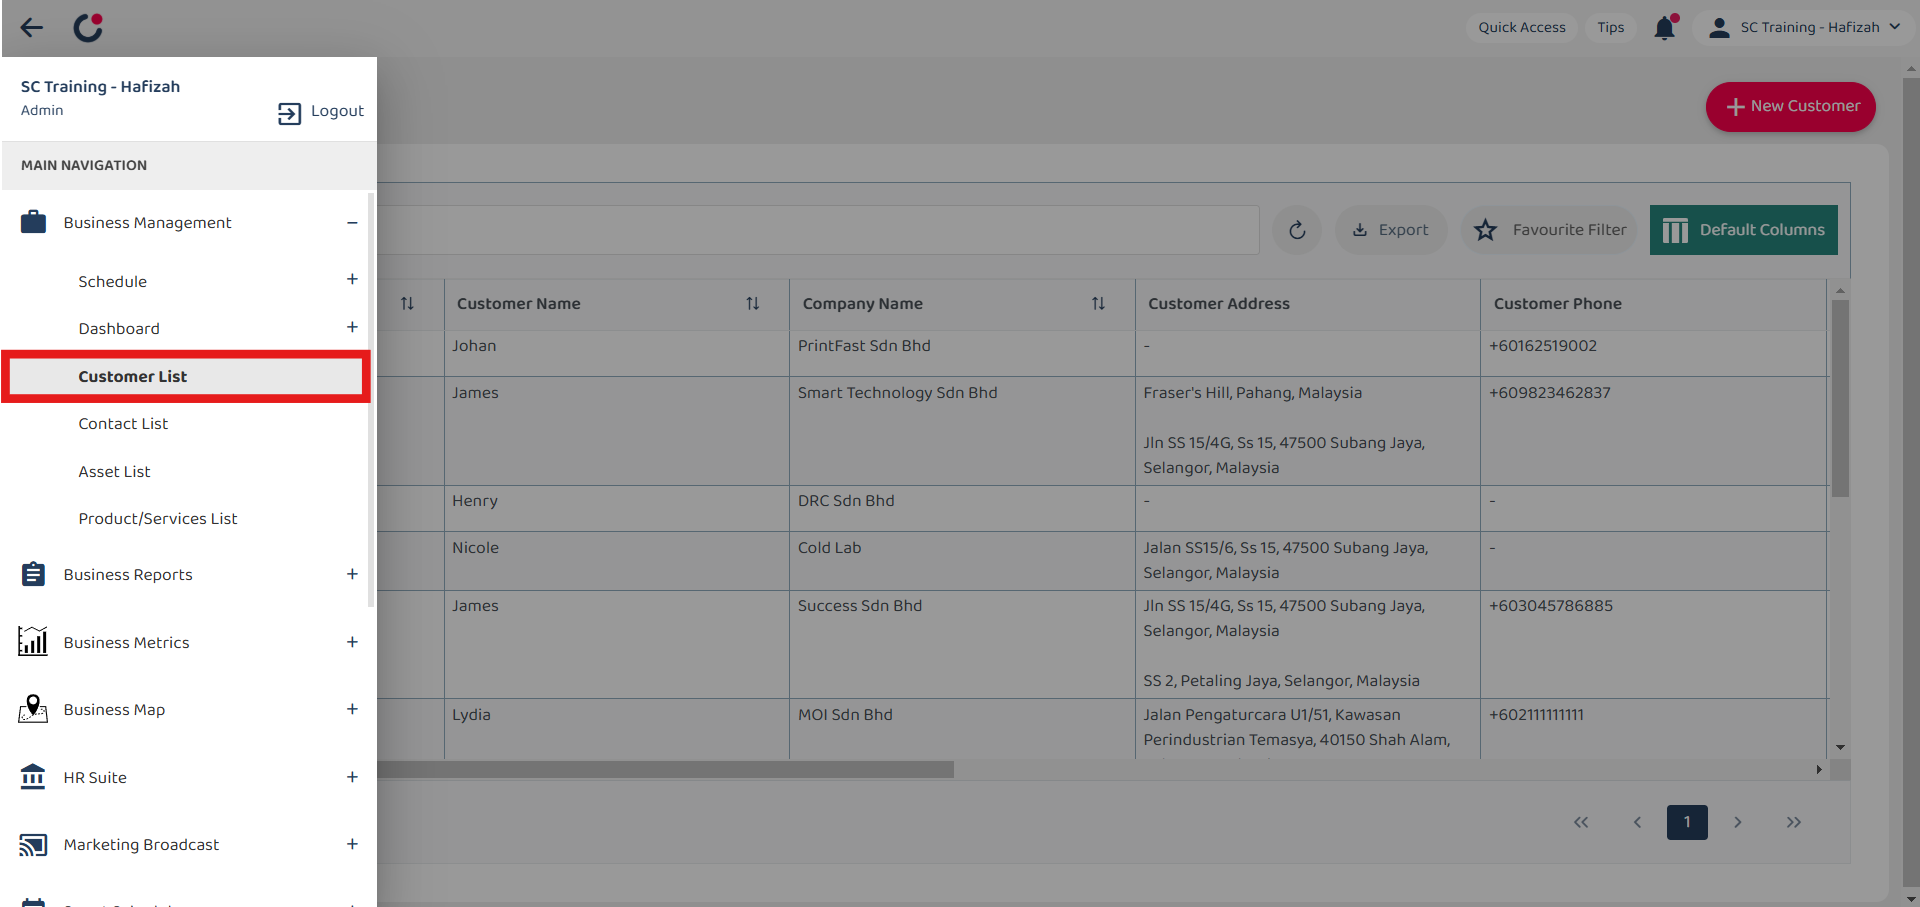 Quick Access
Tips
SC Training - Hafizah
SC Training - Hafizah
Admin
Logout
MAIN NAVIGATION
Business Management
Schedule
Dashboard
Customer List
Contact List
Asset List
Product/Services List
Business Reports
Business Metrics
Business Map
HR Suite
Marketing Broadcast
New Customer
Export
Favourite Filter
Default Columns
Customer Name
Company Name
Customer Address
Customer Phone
Johan
PrintFast Sdn Bhd
-
+60162519002
James
Smart Technology Sdn Bhd
Fraser's Hill, Pahang, Malaysia
Jln SS 15/4G, Ss 15, 47500 Subang Jaya,
Selangor, Malaysia
+609823462837
Henry
DRC Sdn Bhd
-
-
Nicole
Cold Lab
Jalan SS15/6, Ss 15, 47500 Subang Jaya,
Selangor, Malaysia
-
James
Success Sdn Bhd
Jln SS 15/4G, Ss 15, 47500 Subang Jaya,
Selangor, Malaysia
SS 2, Petaling Jaya, Selangor, Malaysia
+603045786885
Lydia
MOI Sdn Bhd
Jalan Pengaturcara U1/51, Kawasan
Perindustrian Temasya, 40150 Shah Alam,
+602111111111
1